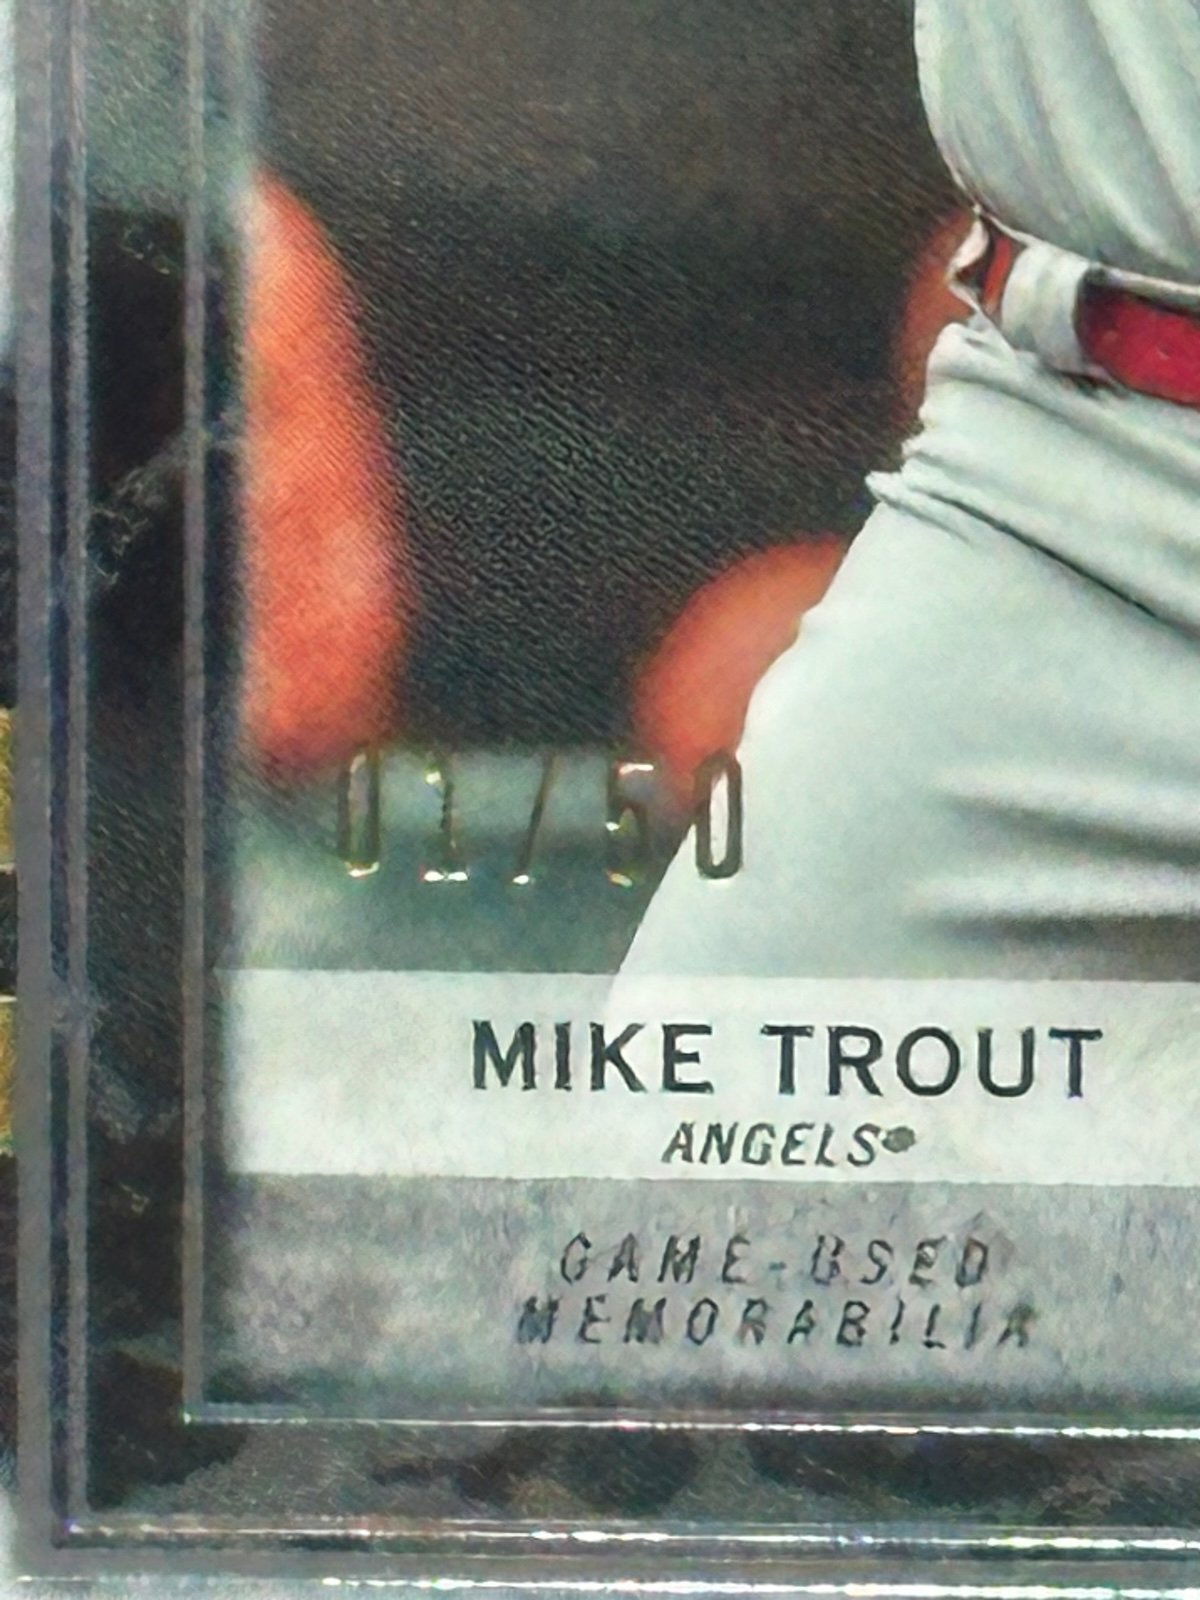 01/50
MIKE TROUT
ANGELS®
GAME-USED
MEMORABILIA